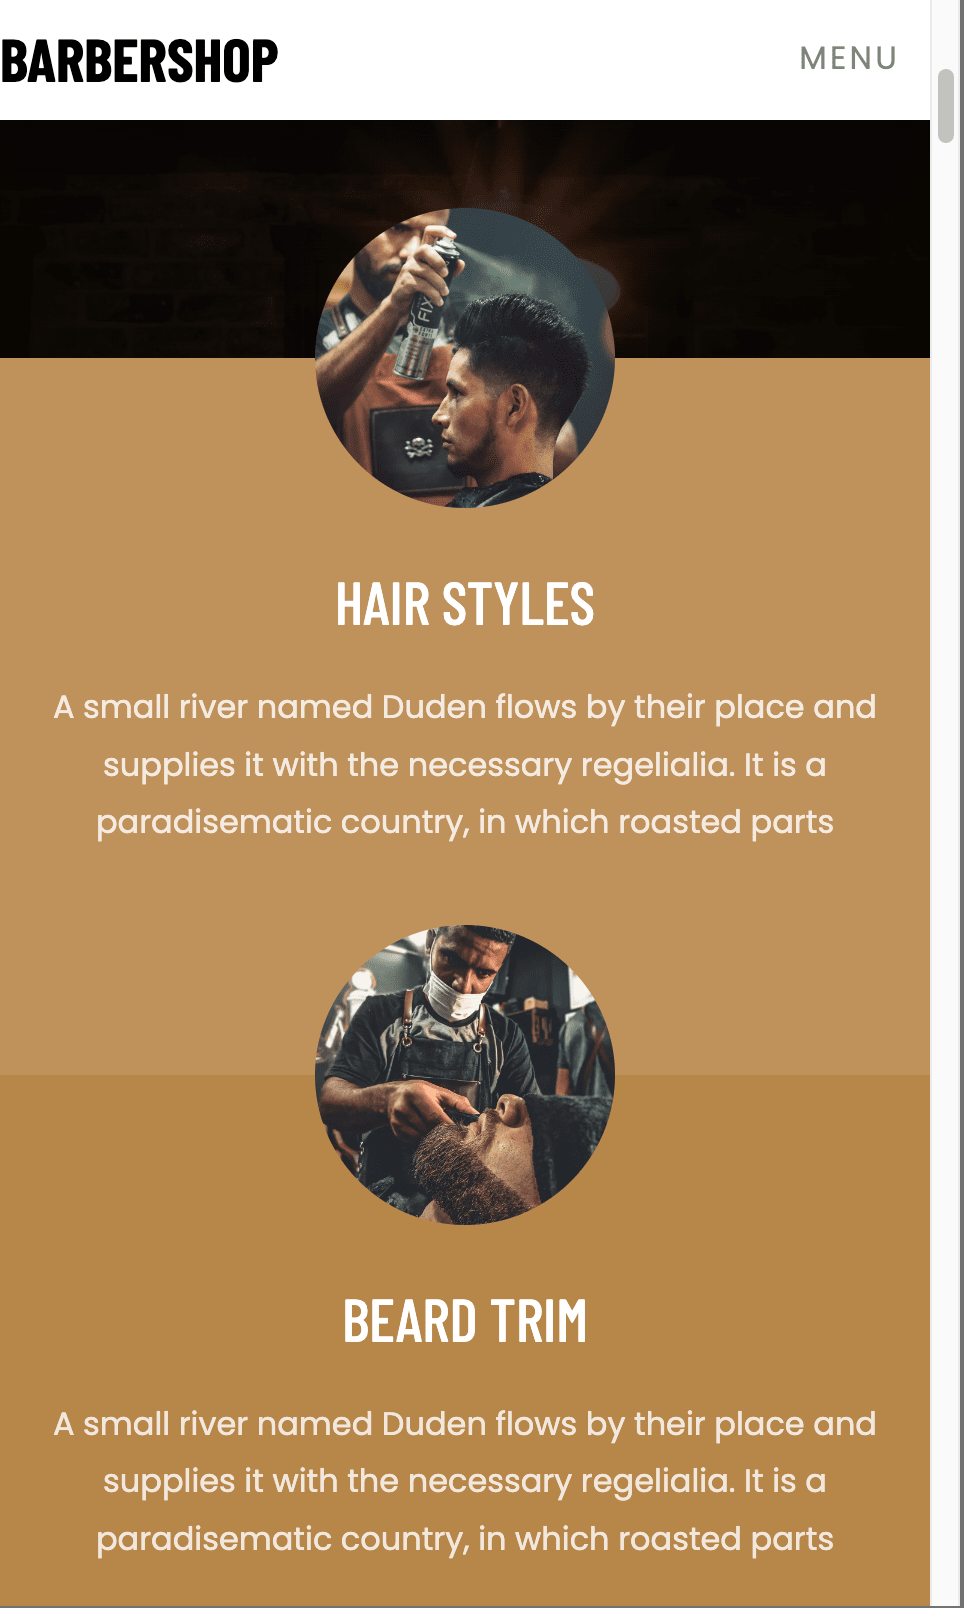 BARBERSHOP
MENU
FIX
HAIR STYLES
A small river named Duden flows by their place and
supplies it with the necessary regelialia. It is a
paradisematic country, in which roasted parts
BEARD TRIM
A small river named Duden flows by their place and
supplies it with the necessary regelialia. It is a
paradisematic country, in which roasted parts